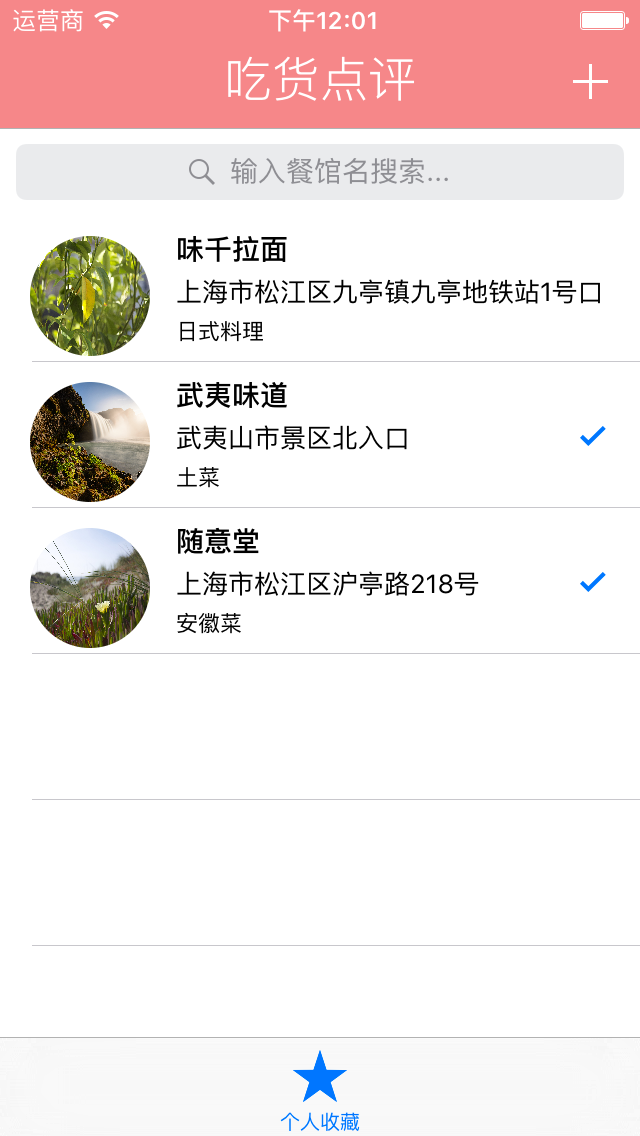 运营商 下午12:01
吃货点评
输入餐馆名搜索...
味千拉面
上海市松江区九亭镇九亭地铁站1号口
日式料理
武夷味道
武夷山市景区北入口
土菜
随意堂
上海市松江区沪亭路218号
安徽菜
个人收藏